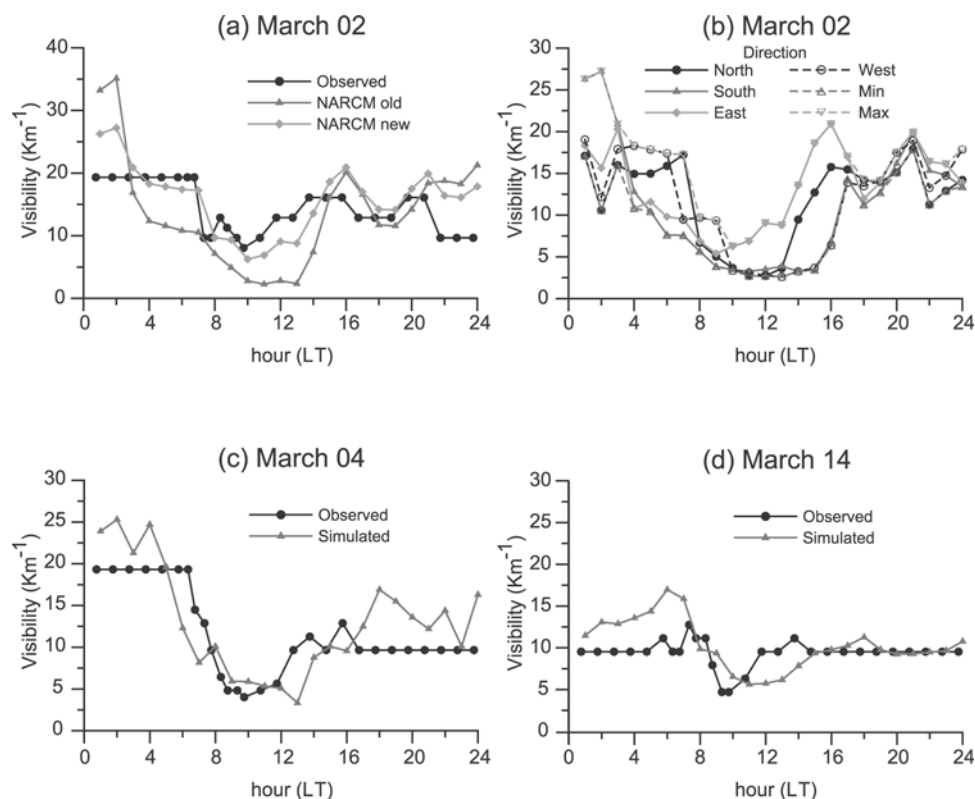 (a) March 02
Visibility (Km⁻¹)
40
30
20
10
0
Observed
NARCM old
NARCM new
0 4 8 12 16 20 24
hour (LT)
(b) March 02
Visibility (Km⁻¹)
30
25
20
15
10
5
0
Direction
North
South
East
West
Min
Max
0 4 8 12 16 20 24
hour (LT)
(c) March 04
Visibility (Km⁻¹)
30
25
20
15
10
5
0
Observed
Simulated
0 4 8 12 16 20 24
hour (LT)
(d) March 14
Visibility (Km⁻¹)
30
25
20
15
10
5
0
Observed
Simulated
0 4 8 12 16 20 24
hour (LT)